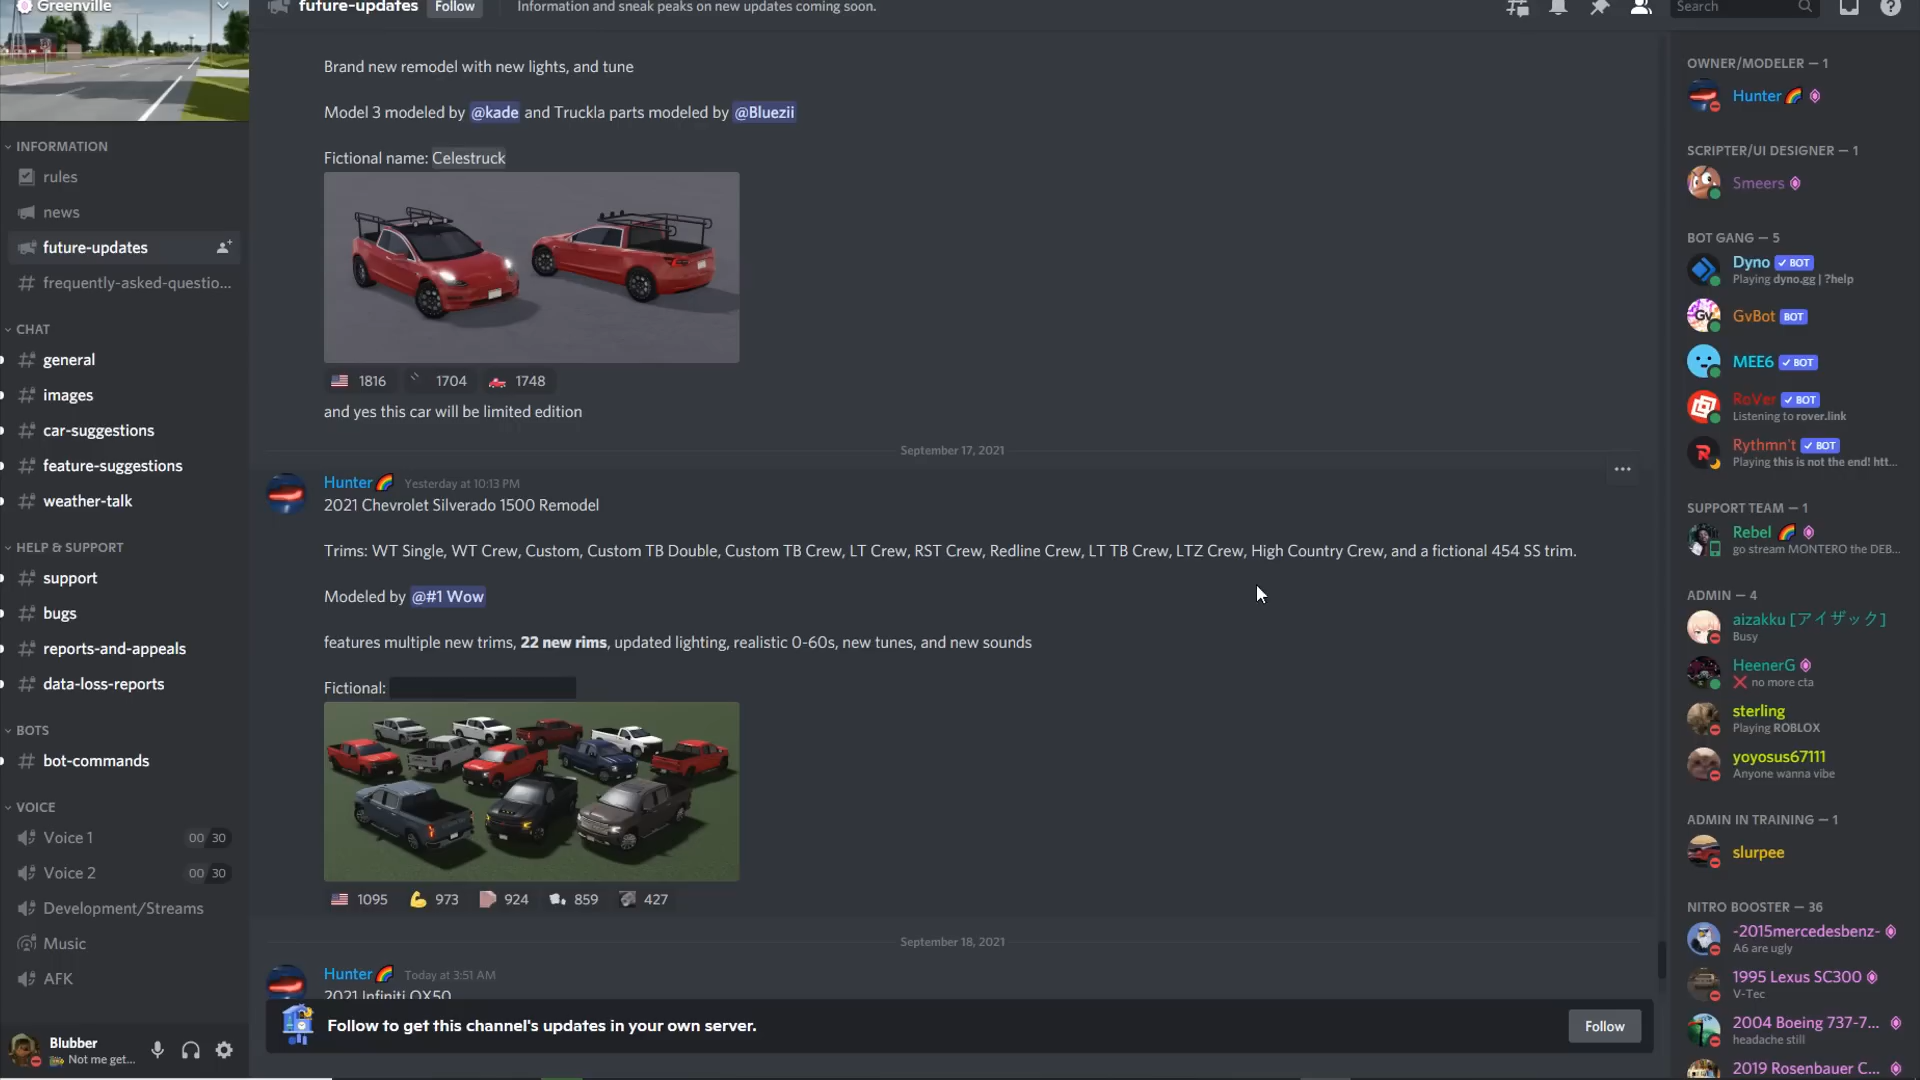 Greenville
future-updates
Follow
Information and sneak peaks on new updates coming soon.
Search
INFORMATION
rules
news
future-updates
frequently-asked-questio...
CHAT
general
images
car-suggestions
feature-suggestions
weather-talk
HELP & SUPPORT
support
bugs
reports-and-appeals
data-loss-reports
BOTS
bot-commands
VOICE
Voice 1 00 30
Voice 2 00 30
Development/Streams
Music
AFK
Blubber
Not me get...
Brand new remodel with new lights, and tune
Model 3 modeled by @kade and Truckla parts modeled by @Bluezii
Fictional name: Celestruck
1816 1704 1748
and yes this car will be limited edition
September 17, 2021
Hunter Yesterday at 10:13 PM
2021 Chevrolet Silverado 1500 Remodel
Trims: WT Single, WT Crew, Custom, Custom TB Double, Custom TB Crew, LT Crew, RST Crew, Redline Crew, LT TB Crew, LTZ Crew, High Country Crew, and a fictional 454 SS trim.
Modeled by @#1 Wow
features multiple new trims, 22 new rims, updated lighting, realistic 0-60s, new tunes, and new sounds
Fictional:
1095 973 924 859 427
September 18, 2021
Hunter Today at 3:51 AM
2021 Infiniti QX50
Follow to get this channel's updates in your own server.
Follow
OWNER/MODELER — 1
Hunter
SCRIPTER/UI DESIGNER — 1
Smeers
BOT GANG — 5
Dyno BOT
Playing dyno.gg | ?help
GvBot BOT
MEE6 BOT
RoVer BOT
Listening to rover.link
Rythmn't BOT
Playing this is not the end! htt...
SUPPORT TEAM — 1
Rebel
go stream MONTERO the DEB...
ADMIN — 4
aizakku [アイザック]
Busy
HeenerG
no more cta
sterling
Playing ROBLOX
yoyosus67111
Anyone wanna vibe
ADMIN IN TRAINING — 1
slurpee
NITRO BOOSTER — 36
-2015mercedesbenz-
A6 are ugly
1995 Lexus SC300
V-Tec
2004 Boeing 737-7...
headache still
2019 Rosenbauer C...